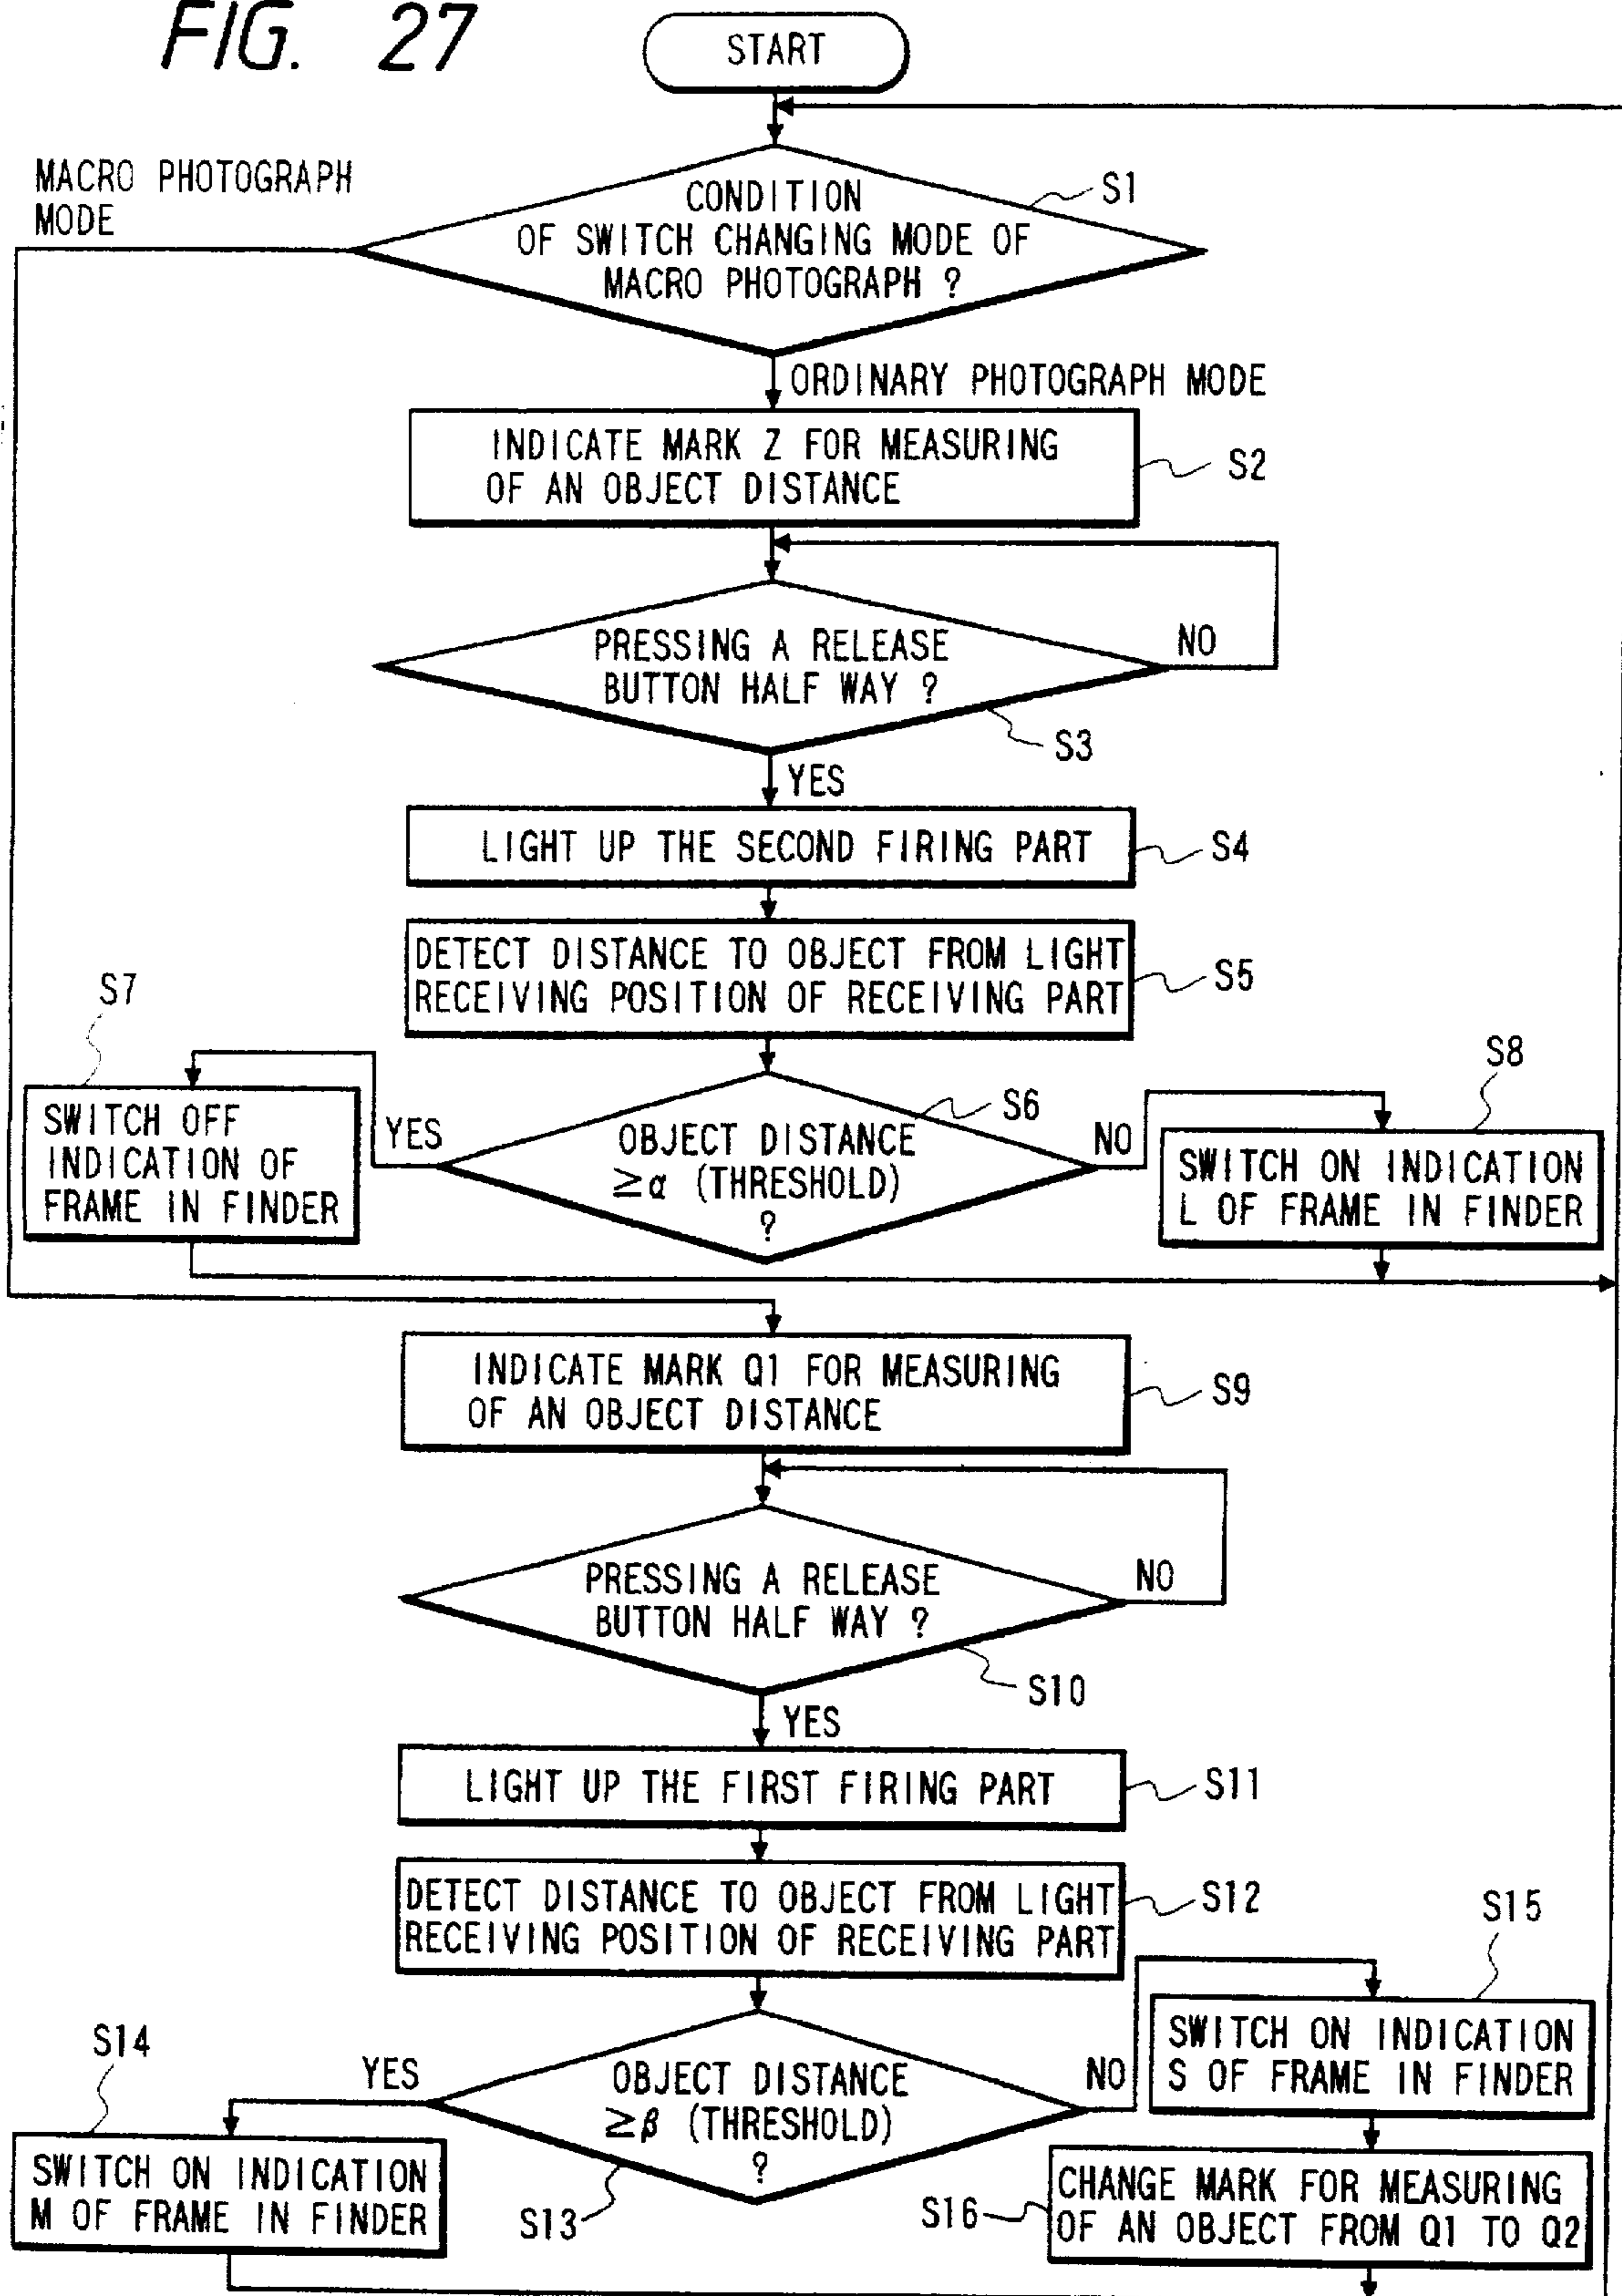 FIG. 27
START
MACRO PHOTOGRAPH
MODE
CONDITION
OF SWITCH CHANGING MODE OF
MACRO PHOTOGRAPH ?
S1
ORDINARY PHOTOGRAPH MODE
INDICATE MARK Z FOR MEASURING
OF AN OBJECT DISTANCE
S2
PRESSING A RELEASE
BUTTON HALF WAY ?
NO
S3
YES
LIGHT UP THE SECOND FIRING PART
S4
DETECT DISTANCE TO OBJECT FROM LIGHT
RECEIVING POSITION OF RECEIVING PART
S5
S7
SWITCH OFF
INDICATION OF
FRAME IN FINDER
YES
OBJECT DISTANCE
≥α (THRESHOLD)
?
S6
NO
S8
SWITCH ON INDICATION
L OF FRAME IN FINDER
INDICATE MARK Q1 FOR MEASURING
OF AN OBJECT DISTANCE
S9
PRESSING A RELEASE
BUTTON HALF WAY ?
NO
S10
YES
LIGHT UP THE FIRST FIRING PART
S11
DETECT DISTANCE TO OBJECT FROM LIGHT
RECEIVING POSITION OF RECEIVING PART
S12
S14
YES
SWITCH ON INDICATION
M OF FRAME IN FINDER
OBJECT DISTANCE
≥β (THRESHOLD)
?
S13
NO
S15
SWITCH ON INDICATION
S OF FRAME IN FINDER
S16
CHANGE MARK FOR MEASURING
OF AN OBJECT FROM Q1 TO Q2